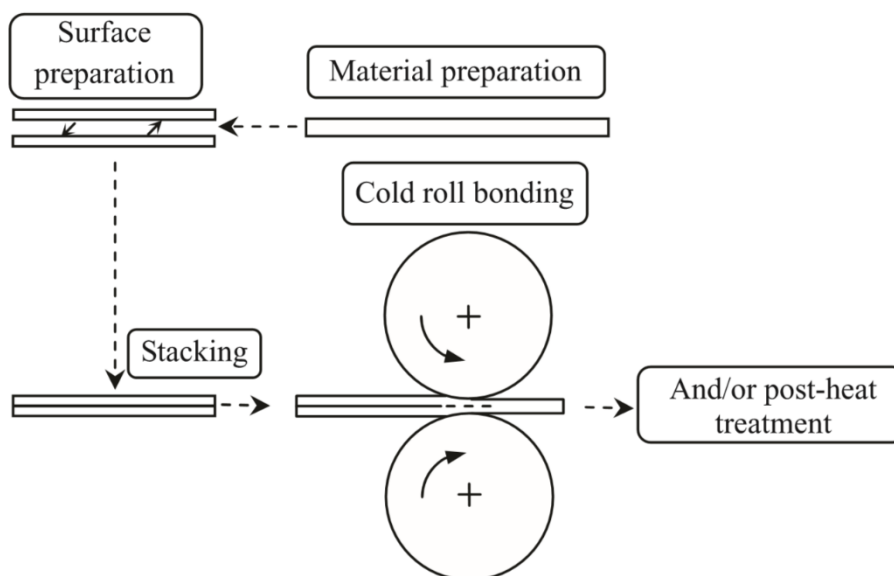 Surface
preparation
Material preparation
Cold roll bonding
Stacking
And/or post-heat
treatment